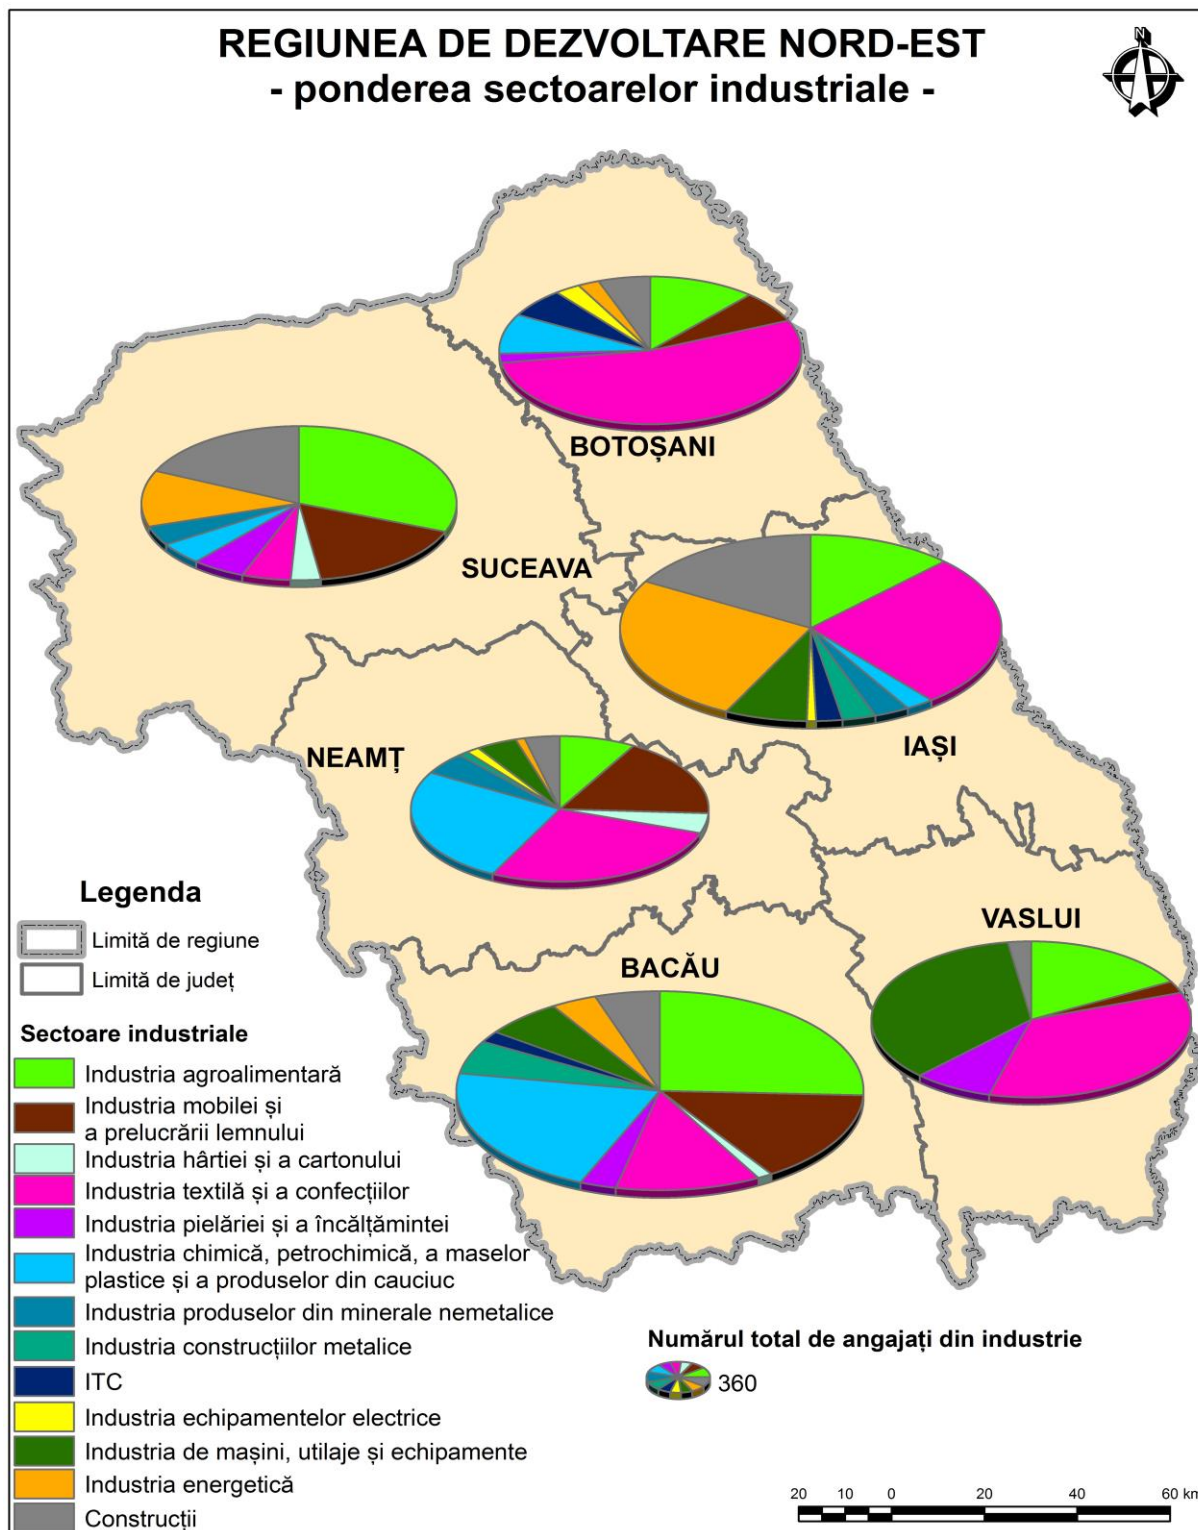 REGIUNEA DE DEZVOLTARE NORD-EST
- ponderea sectoarelor industriale -
N
BOTOȘANI
SUCEAVA
IAȘI
NEAMȚ
VASLUI
BACĂU
Legenda
Limită de regiune
Limită de județ
Sectoare industriale
Industria agroalimentară
Industria mobilei și
a prelucrării lemnului
Industria hârtiei și a cartonului
Industria textilă și a confecțiilor
Industria pielăriei și a încălțămintei
Industria chimică, petrochimică, a maselor
plastice și a produselor din cauciuc
Industria produselor din minerale nemetalice
Industria construcțiilor metalice
ITC
Industria echipamentelor electrice
Industria de mașini, utilaje și echipamente
Industria energetică
Construcții
Numărul total de angajați din industrie
360
20 10 0 20 40 60 km